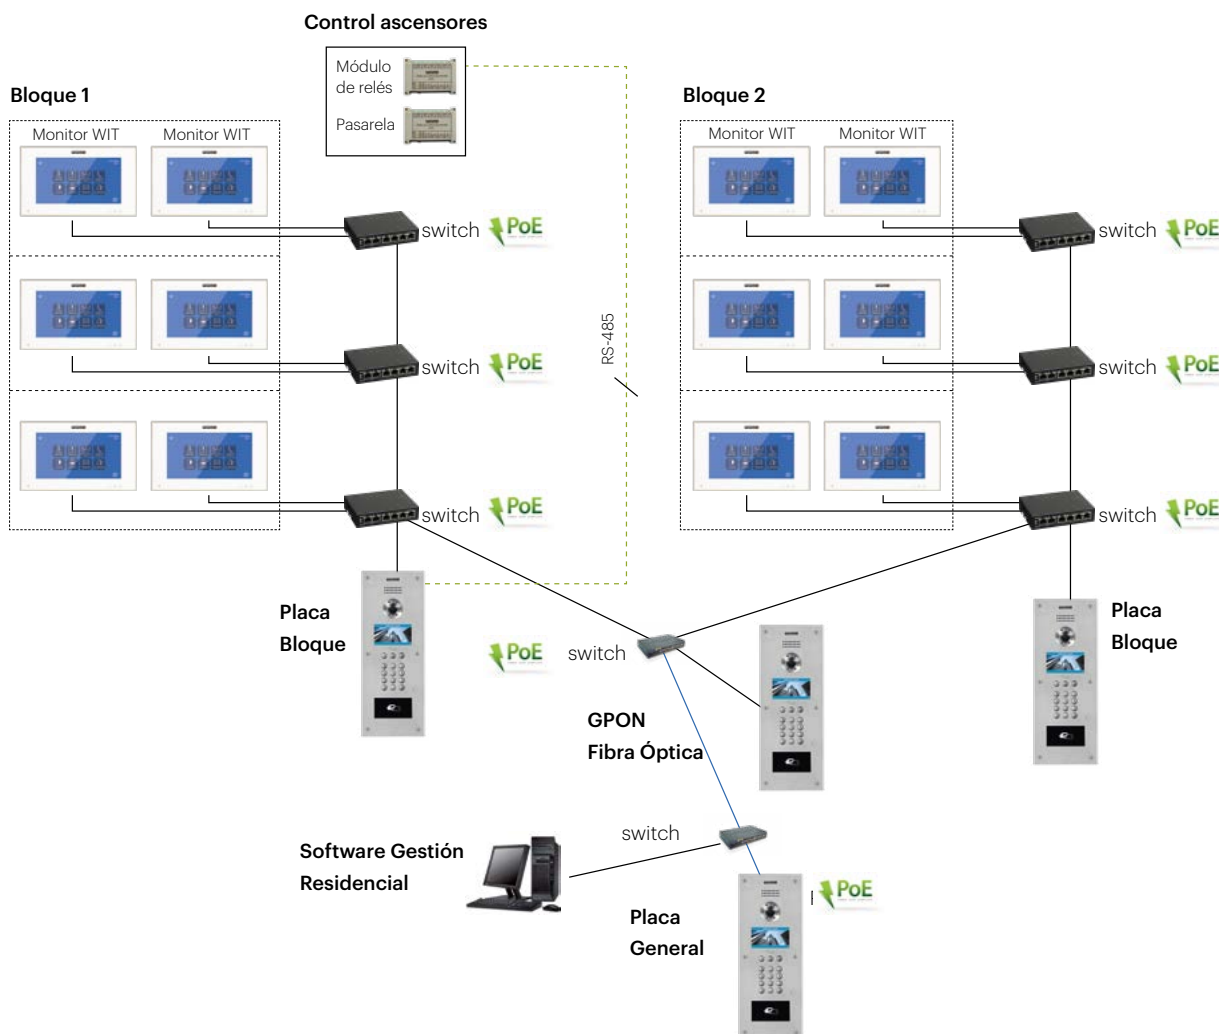 Control ascensores
Módulo
de relés
Pasarela
Bloque 1
Monitor WIT
Monitor WIT
switch
PoE
switch
PoE
switch
PoE
RS-485
Bloque 2
Monitor WIT
Monitor WIT
switch
PoE
switch
PoE
switch
PoE
Placa
Bloque
Placa
Bloque
PoE
switch
GPON
Fibra Óptica
switch
Software Gestión
Residencial
PoE
Placa
General